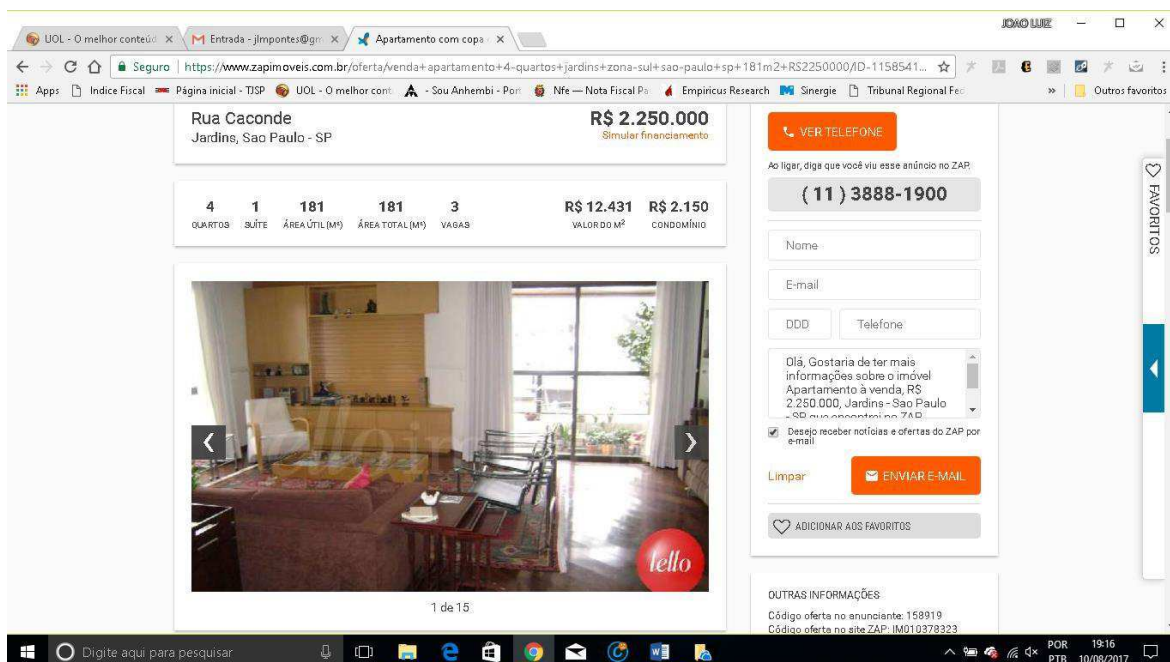 JOAO LUIZ
UOL - O melhor conteúd
Entrada - jlmpontes@gm
Apartamento com copa
Seguro
https://www.zapimoveis.com.br/oferta/venda+apartamento+4-quartos+jardins+zona-sul+sao-paulo+sp+181m2+RS2250000/ID-1158541...
Apps
Indice Fiscal
Página inicial - TJSP
UOL - O melhor cont
- Sou Anhembi - Port
Nfe — Nota Fiscal Pa
Empiricus Research
Sinergie
Tribunal Regional Fed
»
Outros favoritos
Rua Caconde
Jardins, Sao Paulo - SP
R$ 2.250.000
Simular financiamento
4 1 181 181 3
QUARTOS SUÍTE ÁREA ÚTIL (M²) ÁREA TOTAL (M²) VAGAS
R$ 12.431 R$ 2.150
VALOR DO M² CONDOMÍNIO
lello
1 de 15
VER TELEFONE
Ao ligar, diga que você viu esse anúncio no ZAP.
( 11 ) 3888-1900
Nome
E-mail
DDD Telefone
Olá, Gostaria de ter mais
informações sobre o imóvel
Apartamento à venda, R$
2.250.000, Jardins - Sao Paulo
- SP que encontrei no ZAP
Desejo receber notícias e ofertas do ZAP por
e-mail
Limpar
ENVIAR E-MAIL
ADICIONAR AOS FAVORITOS
OUTRAS INFORMAÇÕES
Código oferta no anunciante: 158919
Código oferta no site ZAP: IM010378323
FAVORITOS
Digite aqui para pesquisar
POR
PTB
19:16
10/08/2017